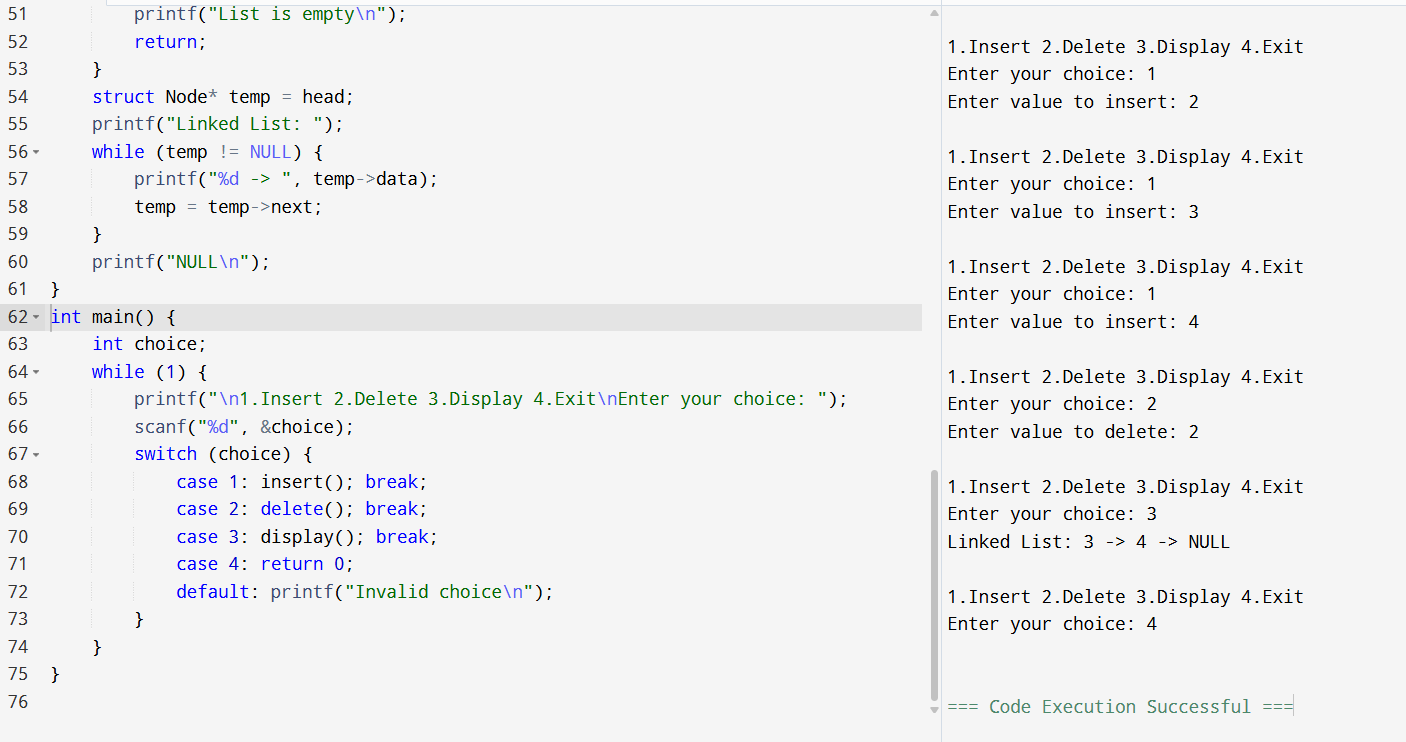 51         printf("List is empty\n");
52         return;
53     }
54     struct Node* temp = head;
55     printf("Linked List: ");
56     while (temp != NULL) {
57         printf("%d -> ", temp->data);
58         temp = temp->next;
59     }
60     printf("NULL\n");
61 }
62 int main() {
63     int choice;
64     while (1) {
65         printf("\n1.Insert 2.Delete 3.Display 4.Exit\nEnter your choice: ");
66         scanf("%d", &choice);
67         switch (choice) {
68             case 1: insert(); break;
69             case 2: delete(); break;
70             case 3: display(); break;
71             case 4: return 0;
72             default: printf("Invalid choice\n");
73         }
74     }
75 }
76
1.Insert 2.Delete 3.Display 4.Exit
Enter your choice: 1
Enter value to insert: 2
1.Insert 2.Delete 3.Display 4.Exit
Enter your choice: 1
Enter value to insert: 3
1.Insert 2.Delete 3.Display 4.Exit
Enter your choice: 1
Enter value to insert: 4
1.Insert 2.Delete 3.Display 4.Exit
Enter your choice: 2
Enter value to delete: 2
1.Insert 2.Delete 3.Display 4.Exit
Enter your choice: 3
Linked List: 3 -> 4 -> NULL
1.Insert 2.Delete 3.Display 4.Exit
Enter your choice: 4
=== Code Execution Successful ===